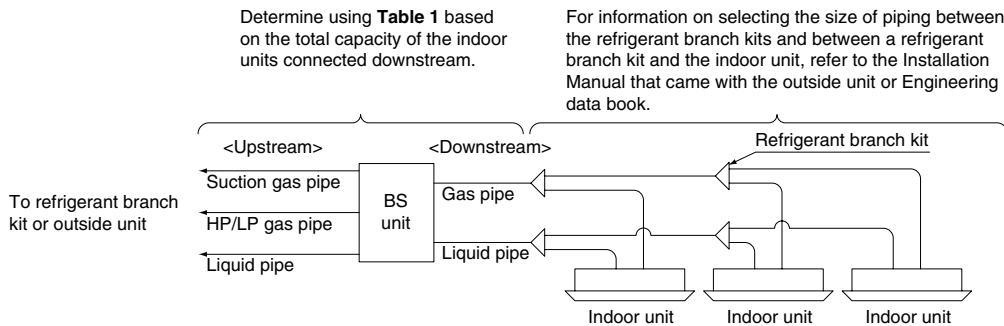 Determine using Table 1 based
on the total capacity of the indoor
units connected downstream.
For information on selecting the size of piping between
the refrigerant branch kits and between a refrigerant
branch kit and the indoor unit, refer to the Installation
Manual that came with the outside unit or Engineering
data book.
<Upstream>
<Downstream>
Refrigerant branch kit
To refrigerant branch
kit or outside unit
Suction gas pipe
HP/LP gas pipe
Liquid pipe
BS
unit
Gas pipe
Liquid pipe
Indoor unit
Indoor unit
Indoor unit